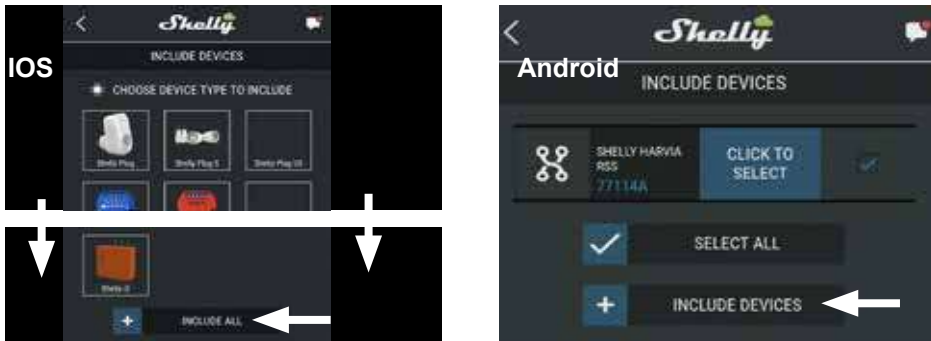 Shelly
INCLUDE DEVICES
IOS
CHOOSE DEVICE TYPE TO INCLUDE
Shelly Plug
Shelly Plug S
Shelly Plug US
INCLUDE ALL
Shelly
Android
INCLUDE DEVICES
SHELLY HARVIA
RSS
77114A
CLICK TO
SELECT
SELECT ALL
INCLUDE DEVICES